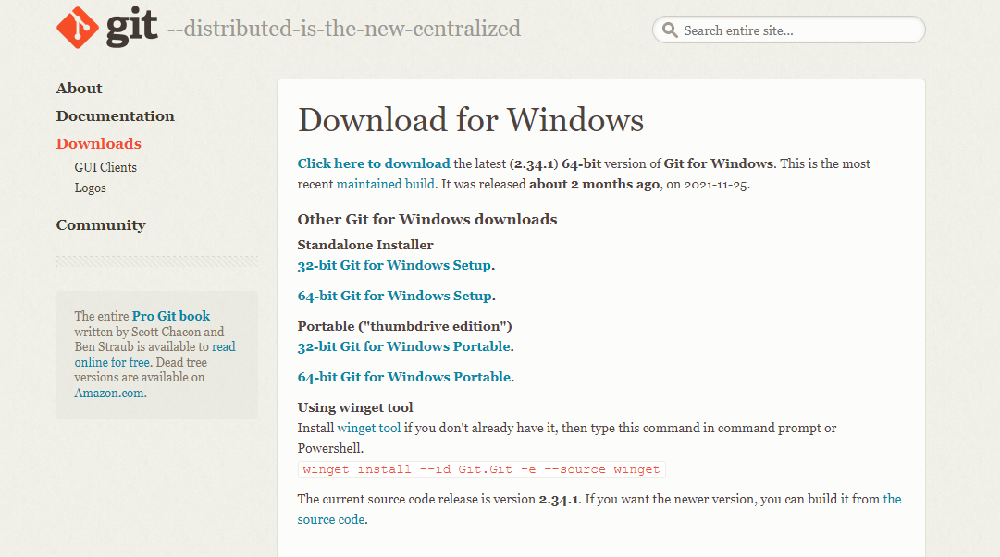 git --distributed-is-the-new-centralized
Search entire site...
About
Documentation
Downloads
GUI Clients
Logos
Community
The entire Pro Git book
written by Scott Chacon and
Ben Straub is available to read
online for free. Dead tree
versions are available on
Amazon.com.
Download for Windows
Click here to download the latest (2.34.1) 64-bit version of Git for Windows. This is the most
recent maintained build. It was released about 2 months ago, on 2021-11-25.
Other Git for Windows downloads
Standalone Installer
32-bit Git for Windows Setup.
64-bit Git for Windows Setup.
Portable ("thumbdrive edition")
32-bit Git for Windows Portable.
64-bit Git for Windows Portable.
Using winget tool
Install winget tool if you don't already have it, then type this command in command prompt or
Powershell.
winget install --id Git.Git -e --source winget
The current source code release is version 2.34.1. If you want the newer version, you can build it from the
source code.